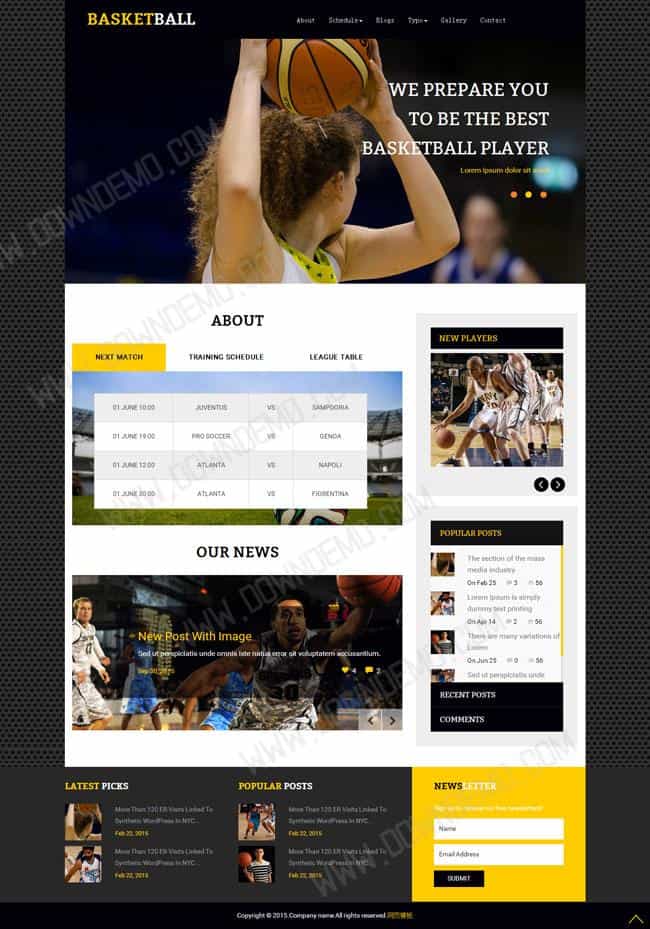 BASKETBALL
About Schedule Blogs Typo Gallery Contact
WE PREPARE YOU
TO BE THE BEST
BASKETBALL PLAYER
Lorem Ipsum dolor sit amet
ABOUT
NEXT MATCH TRAINING SCHEDULE LEAGUE TABLE
01 JUNE 10:00 JUVENTUS VS SAMPDORIA
01 JUNE 19:00 PRO SOCCER VS GENOA
01 JUNE 12:00 ATLANTA VS NAPOLI
01 JUNE 20:00 ATLANTA VS FIORENTINA
OUR NEWS
New Post With Image
Sed ut perspiciatis unde omnis iste natus error sit voluptatem accusantium.
4 2
NEW PLAYERS
POPULAR POSTS
The section of the mass
media industry
On Feb 25 3 56
Lorem Ipsum is simply
dummy text printing
On Apr 14 2 56
There are many variations of
Lorem
On Jun 25 0 56
Sed ut perspiciatis unde
RECENT POSTS
COMMENTS
LATEST PICKS
More Than 120 ER Visits Linked To
Synthetic WordPress In NYC...
Feb 22, 2015
More Than 120 ER Visits Linked To
Synthetic WordPress In NYC...
Feb 22, 2015
POPULAR POSTS
More Than 120 ER Visits Linked To
Synthetic WordPress In NYC...
Feb 22, 2015
More Than 120 ER Visits Linked To
Synthetic WordPress In NYC...
Feb 22, 2015
NEWSLETTER
Sign up to receive our free newsletters!
Name
Email Address
SUBMIT
Copyright © 2015.Company name All rights reserved.网页模板
WWW.DOWNDEMO.COM